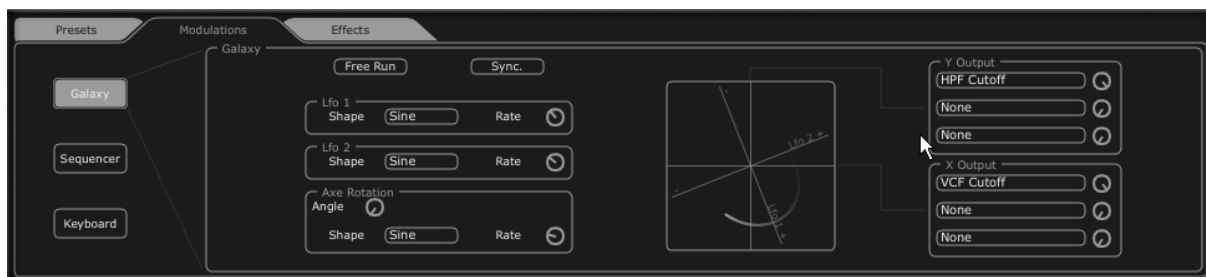 Presets
Modulations
Effects
Galaxy
Sequencer
Keyboard
Galaxy
Free Run
Sync.
Lfo 1
Shape Sine Rate
Lfo 2
Shape Sine Rate
Axe Rotation
Angle
Shape Sine Rate
-
Lfo 2 +
-
Lfo 1 +
Y Output
HPF Cutoff
None
None
X Output
VCF Cutoff
None
None